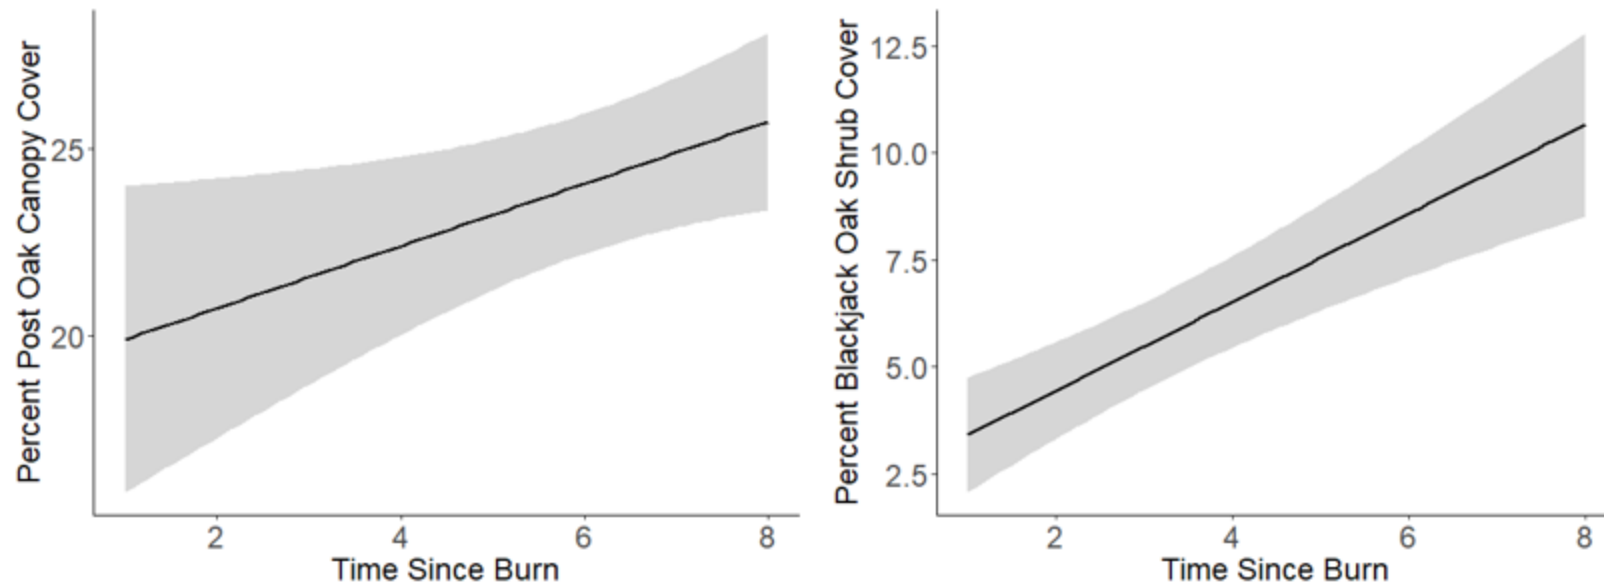 Percent Post Oak Canopy Cover
25
20
2 4 6 8
Time Since Burn
Percent Blackjack Oak Shrub Cover
12.5
10.0
7.5
5.0
2.5
2 4 6 8
Time Since Burn